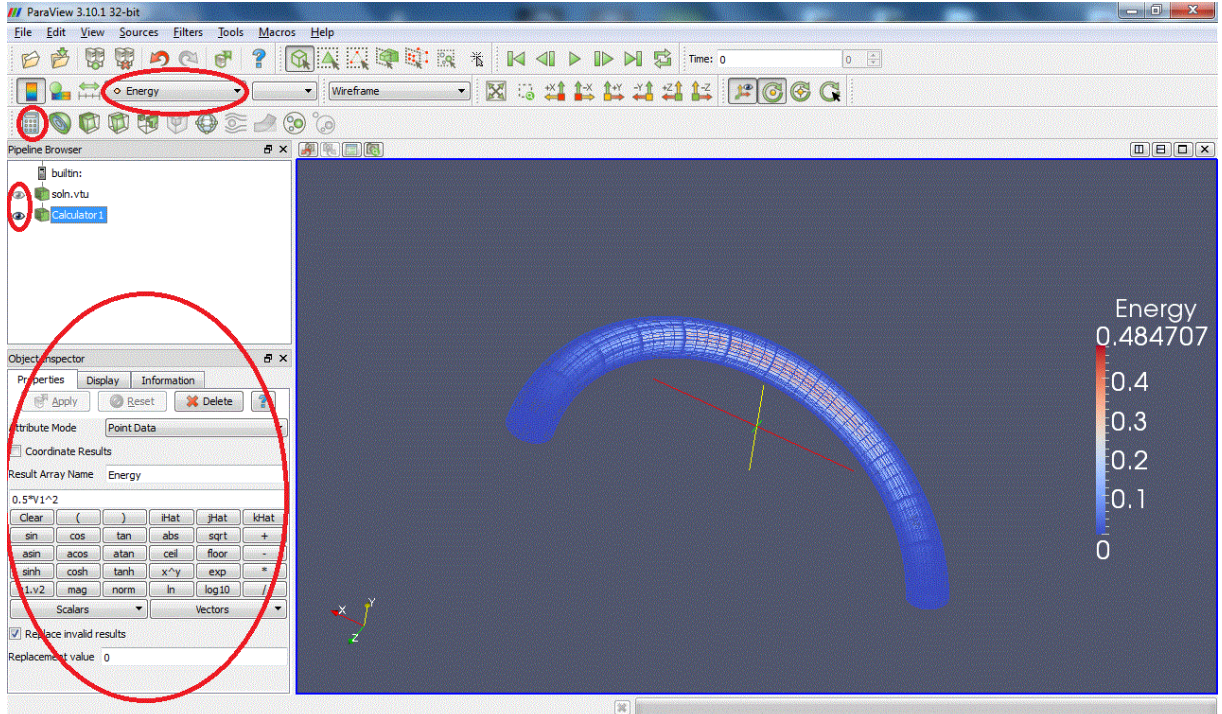 ParaView 3.10.1 32-bit
File Edit View Sources Filters Tools Macros Help
Time: 0 0
Energy Wireframe
+X -X +Y -Y +Z -Z
Pipeline Browser
builtin:
soln.vtu
Calculator1
Object Inspector
Properties Display Information
Apply Reset Delete ?
Attribute Mode Point Data
Coordinate Results
Result Array Name Energy
0.5*V1^2
Clear ( ) iHat jHat kHat
sin cos tan abs sqrt +
asin acos atan ceil floor -
sinh cosh tanh x^y exp *
v1.v2 mag norm ln log10 /
Scalars Vectors
Replace invalid results
Replacement value 0
Energy
0.484707
0.4
0.3
0.2
0.1
0
X Y
Z